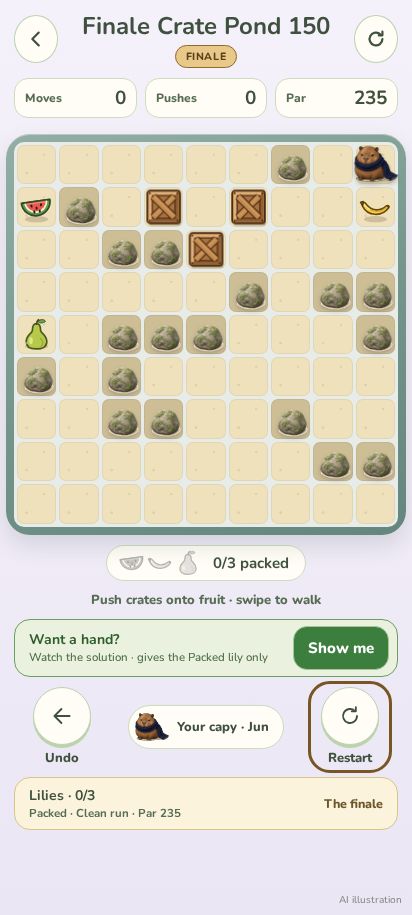 Finale Crate Pond 150
FINALE
Moves 0
Pushes 0
Par 235
0/3 packed
Push crates onto fruit · swipe to walk
Want a hand?
Watch the solution · gives the Packed lily only
Show me
Your capy · Jun
Undo
Restart
Lilies · 0/3
Packed · Clean run · Par 235
The finale
AI illustration